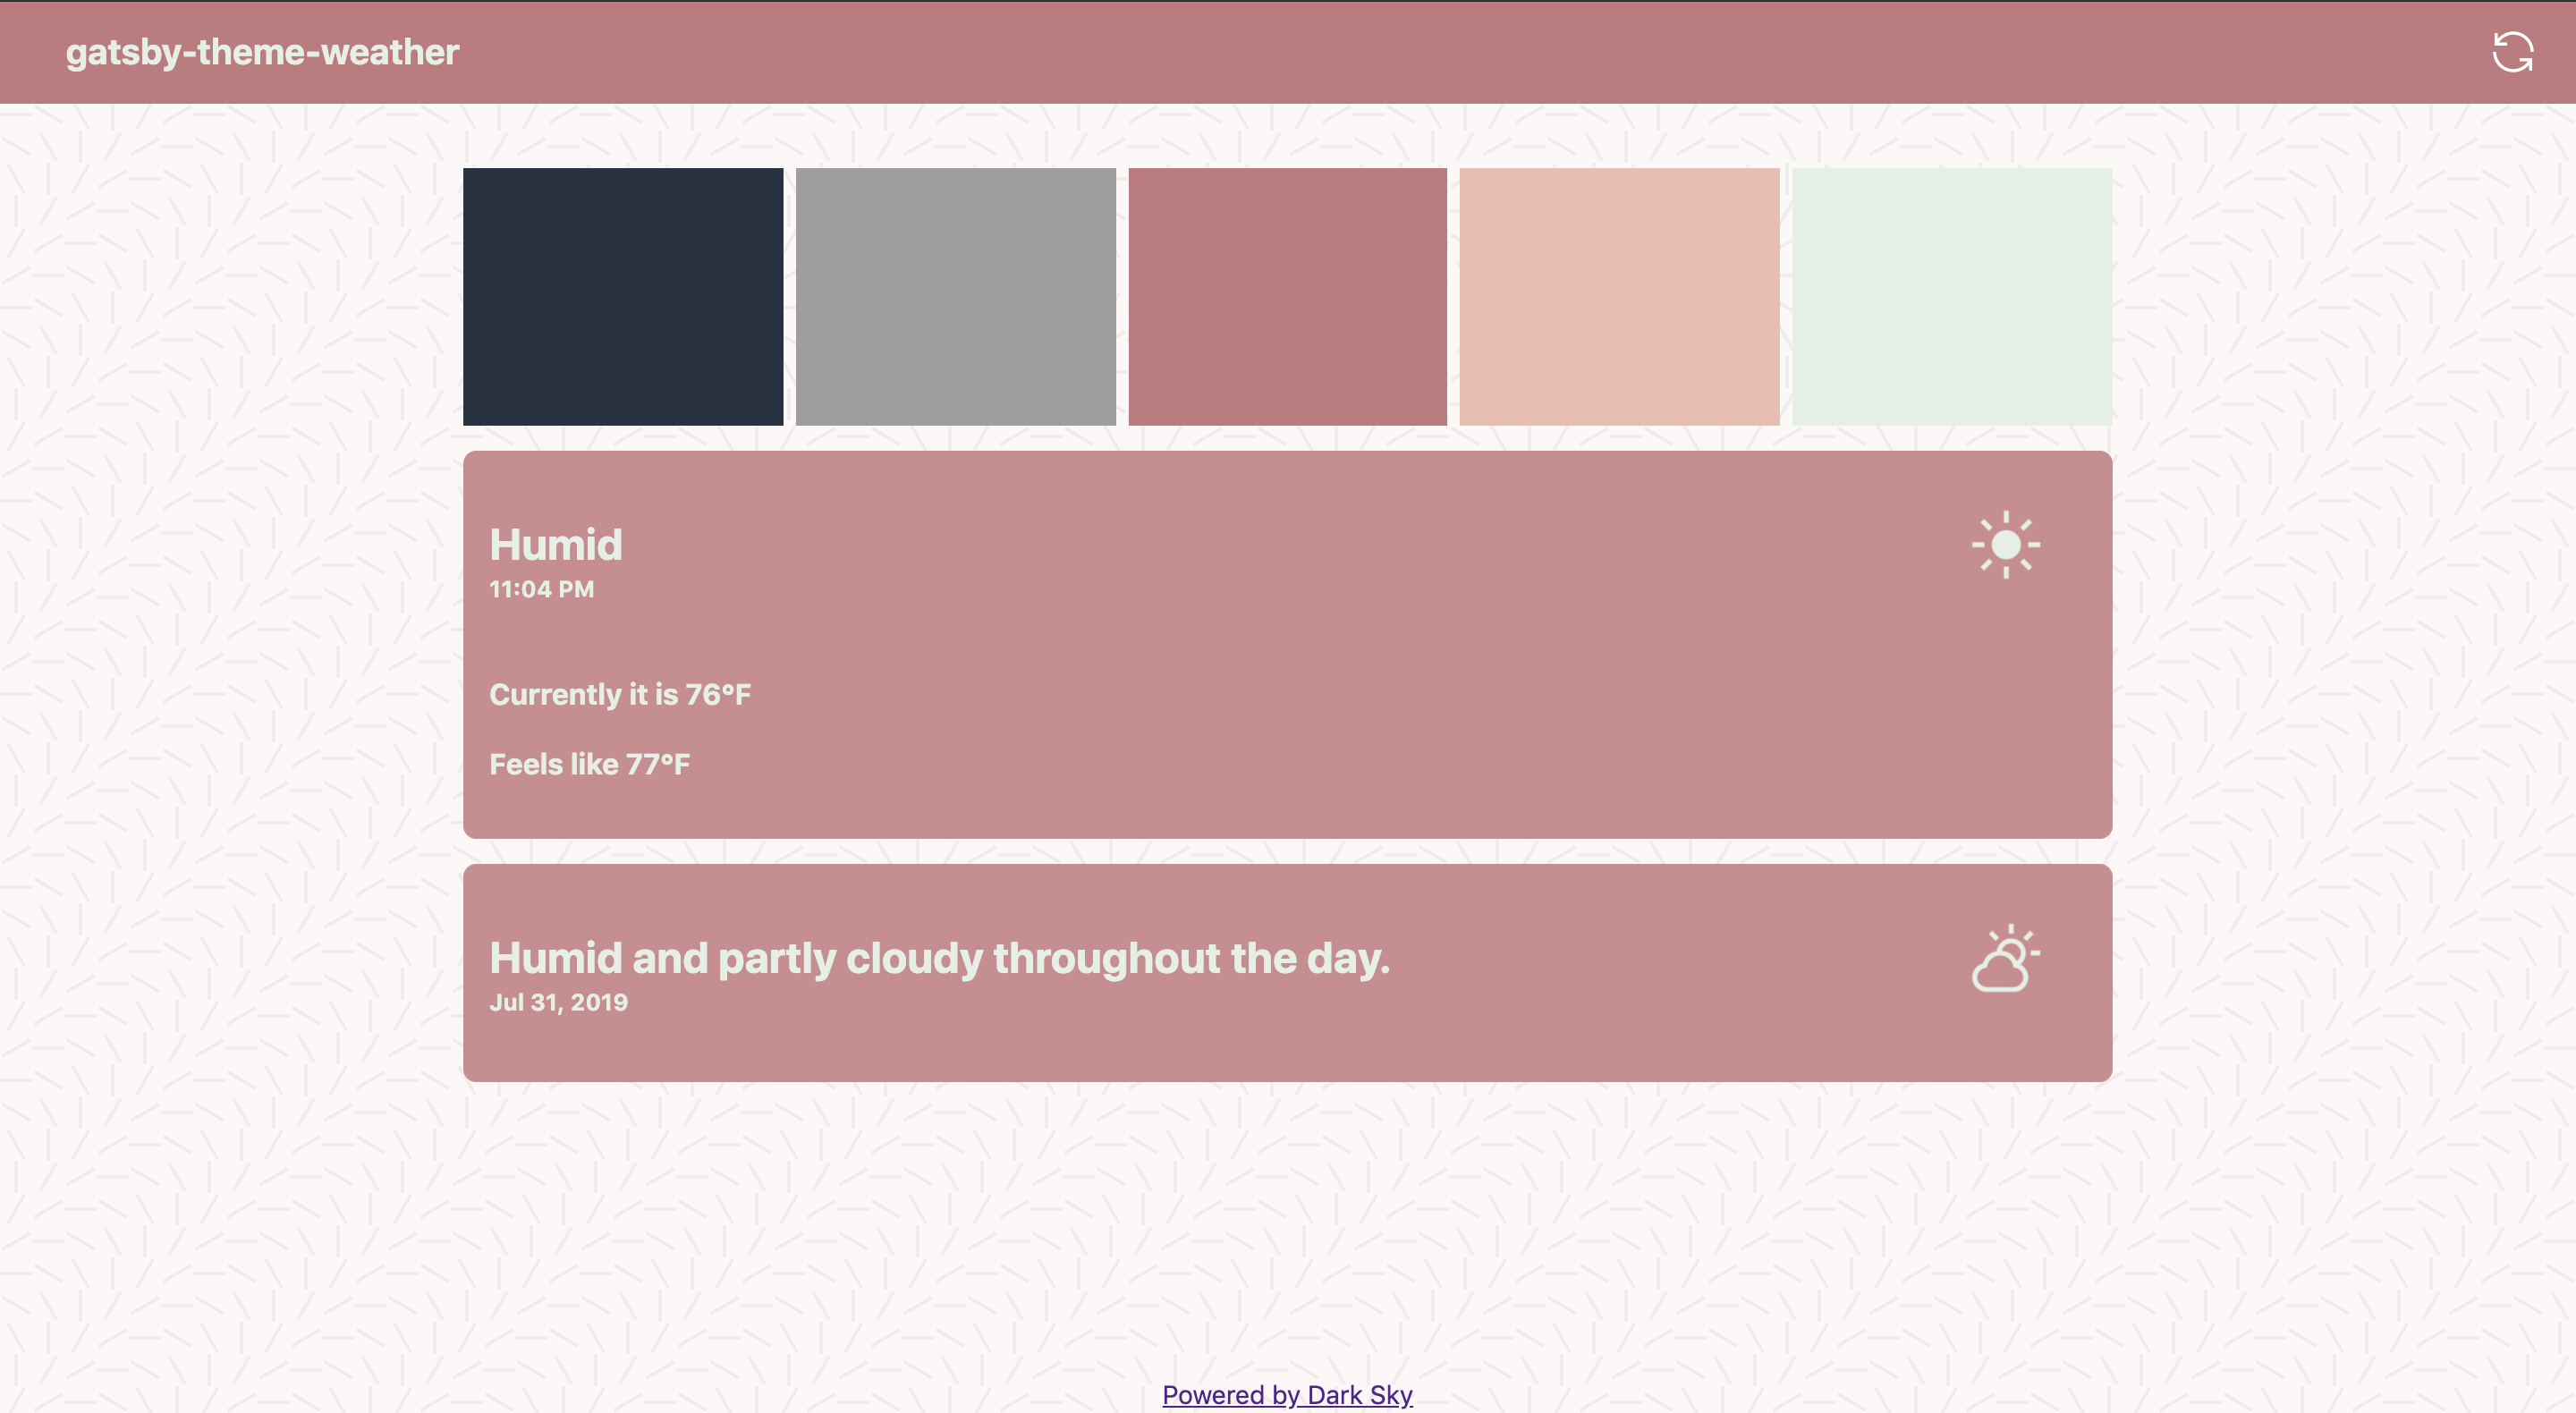 gatsby-theme-weather
Humid
11:04 PM
Currently it is 76°F
Feels like 77°F
Humid and partly cloudy throughout the day.
Jul 31, 2019
Powered by Dark Sky